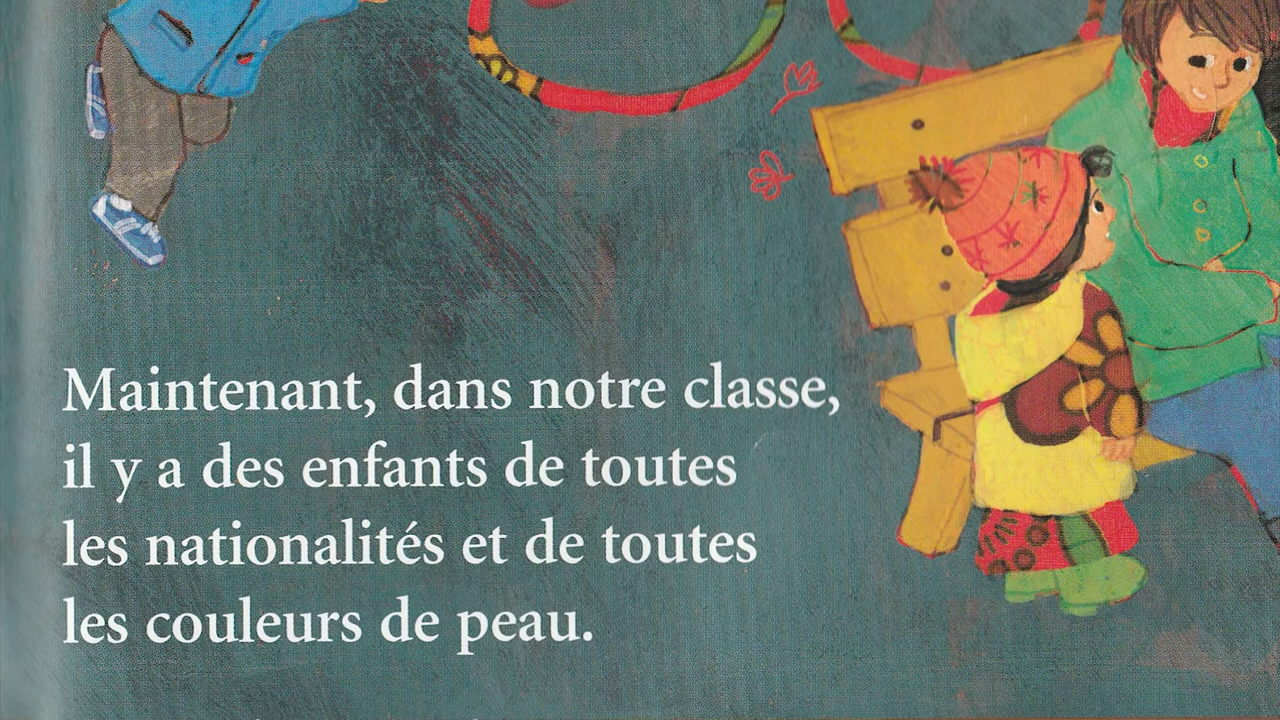 Maintenant, dans notre classe,
il y a des enfants de toutes
les nationalités et de toutes
les couleurs de peau.